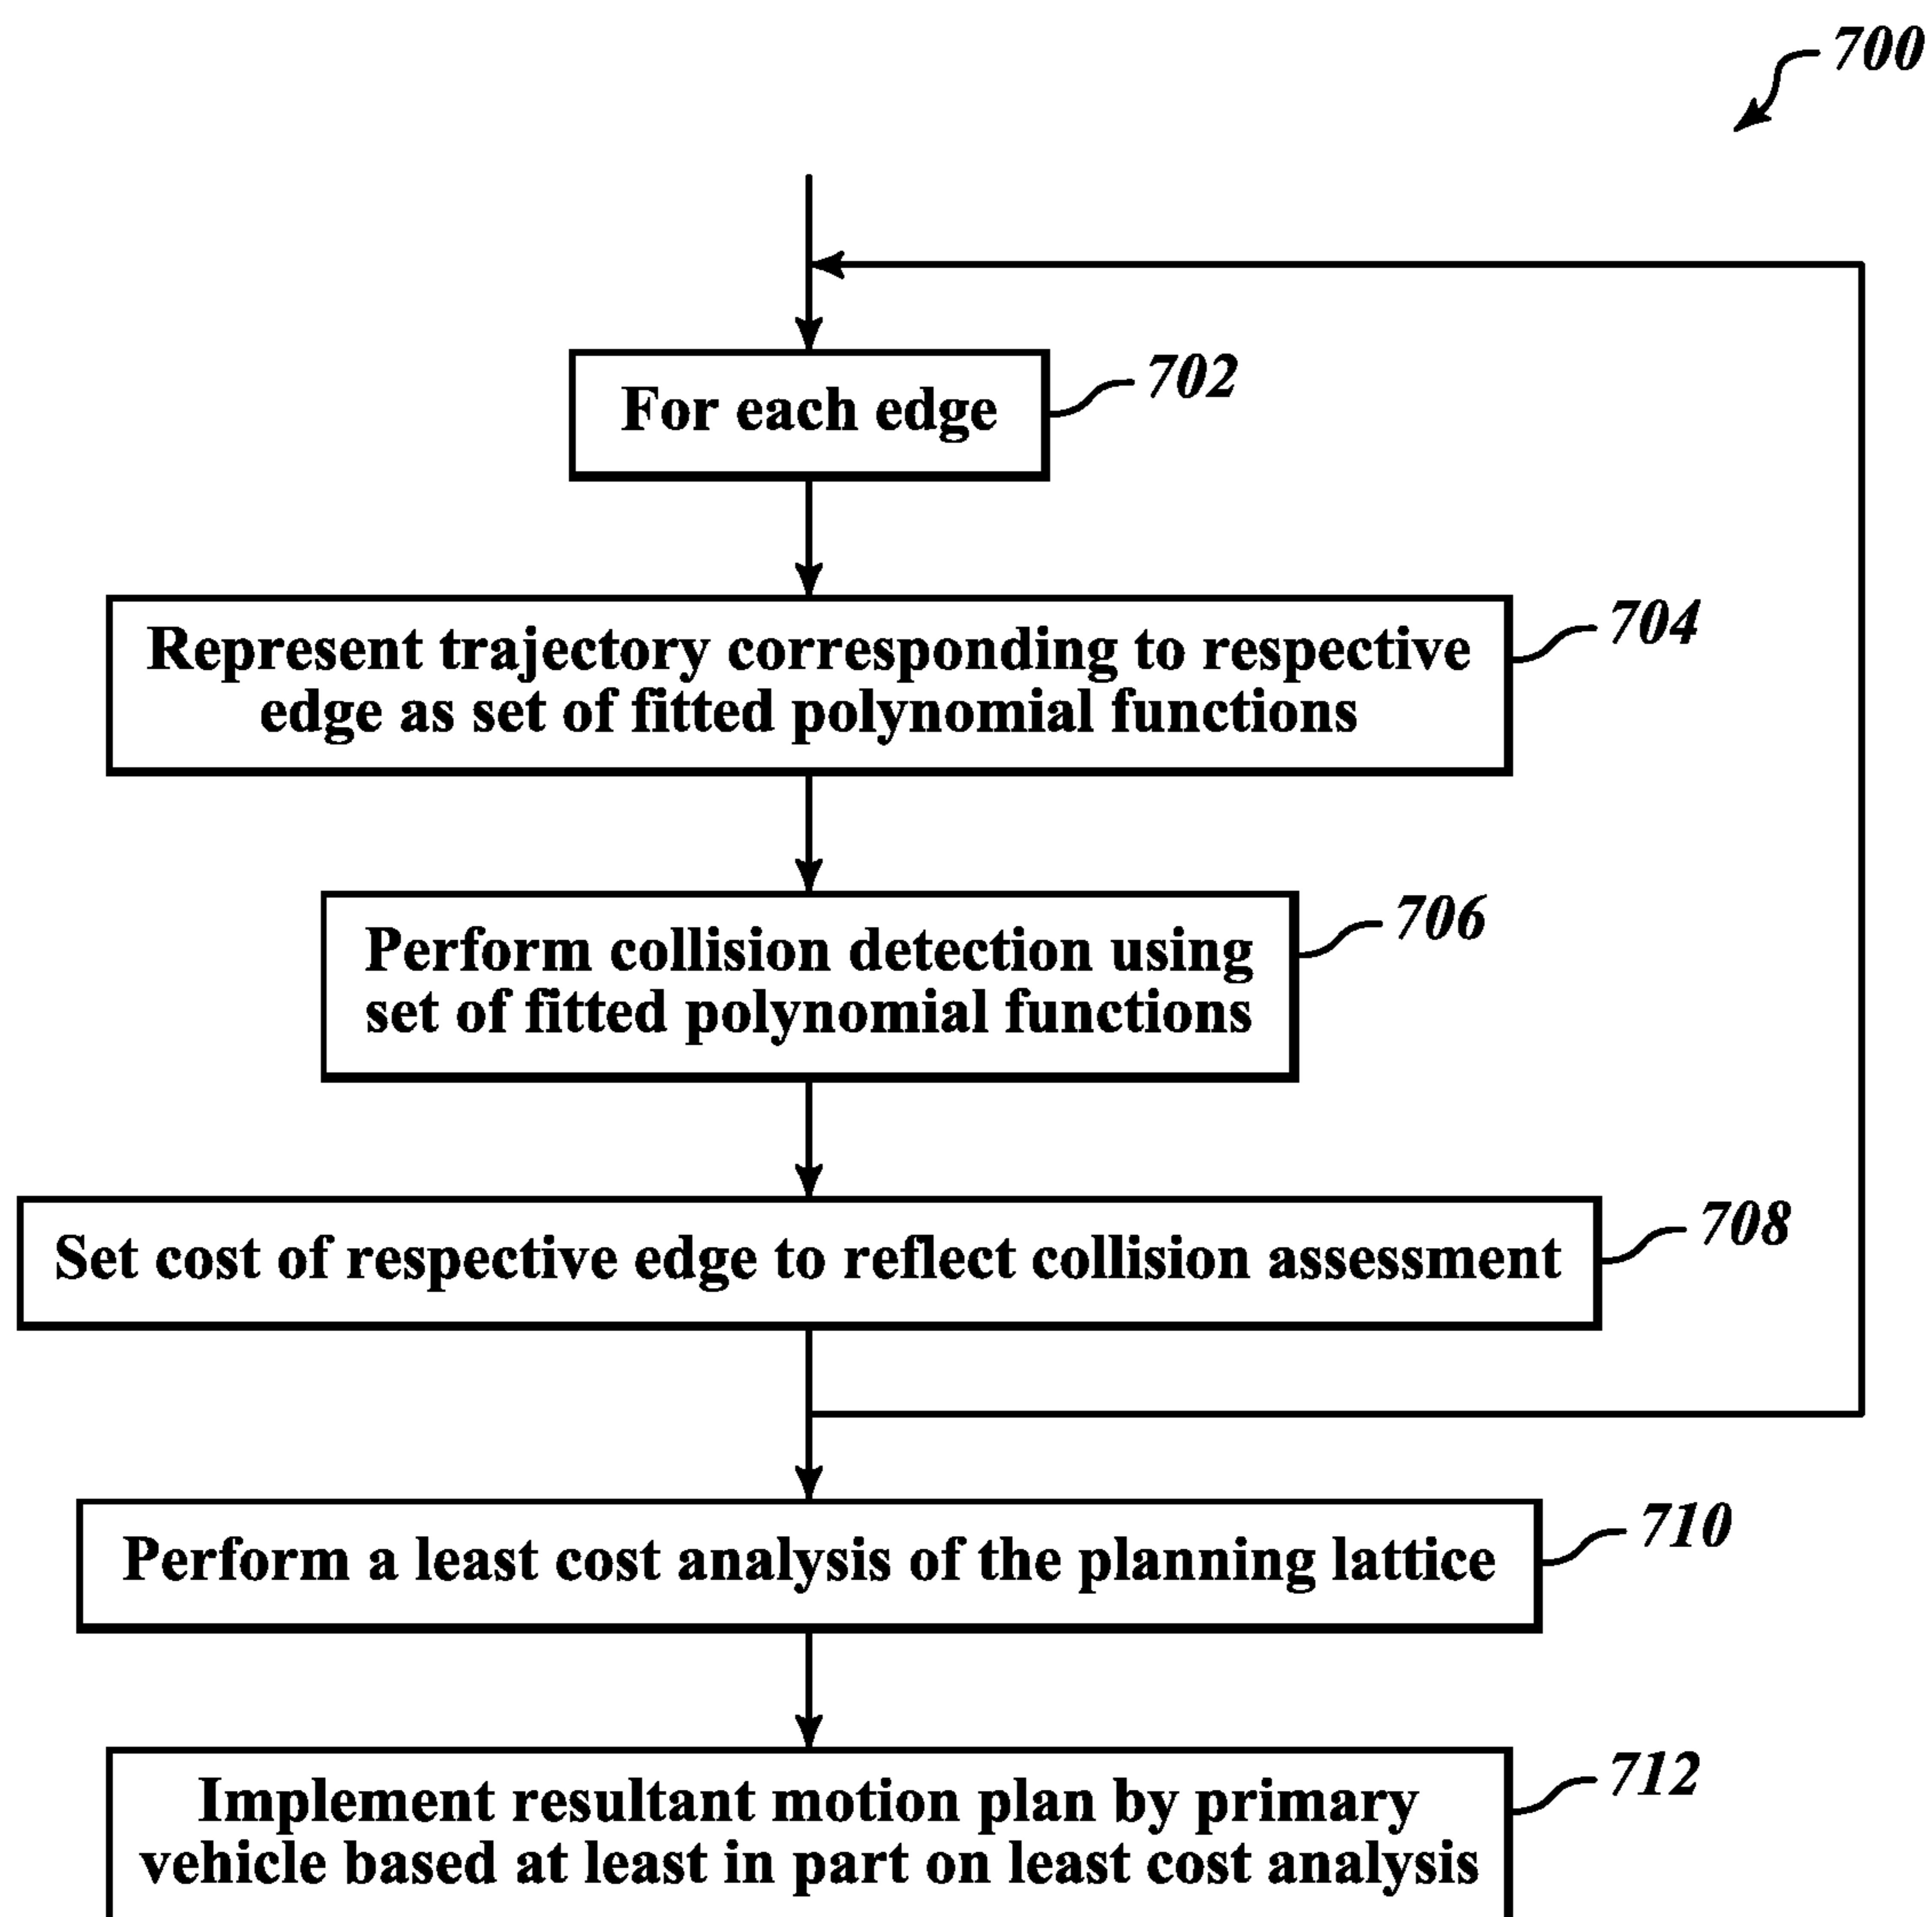 700
For each edge
702
Represent trajectory corresponding to respective
edge as set of fitted polynomial functions
704
Perform collision detection using
set of fitted polynomial functions
706
Set cost of respective edge to reflect collision assessment
708
Perform a least cost analysis of the planning lattice
710
Implement resultant motion plan by primary
vehicle based at least in part on least cost analysis
712